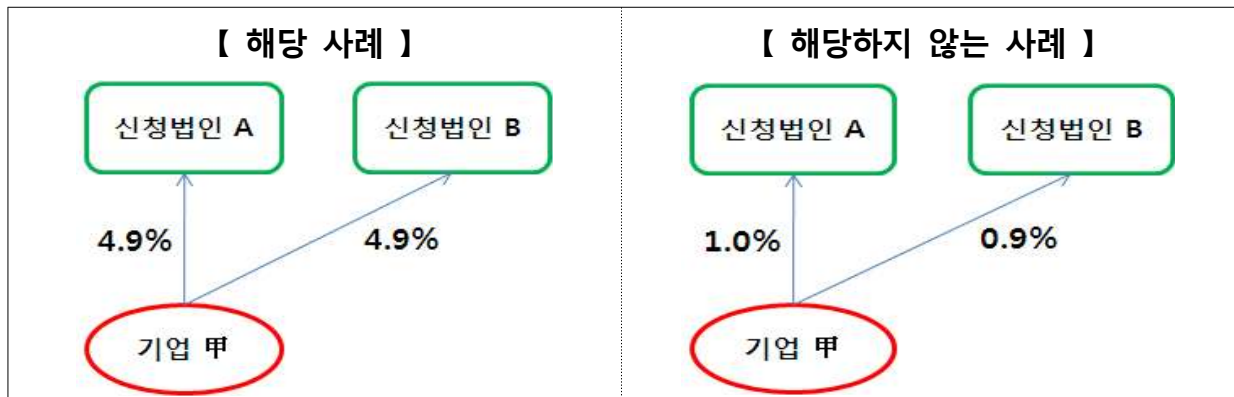 【 해당 사례 】
신청법인 A
신청법인 B
4.9%
4.9%
기업 甲
【 해당하지 않는 사례 】
신청법인 A
신청법인 B
1.0%
0.9%
기업 甲